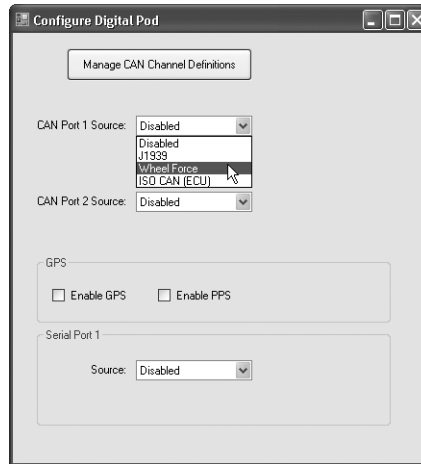 Configure Digital Pod
Manage CAN Channel Definitions
CAN Port 1 Source: Disabled
Disabled
J1939
Wheel Force
ISO CAN (ECU)
CAN Port 2 Source: Disabled
GPS
Enable GPS Enable PPS
Serial Port 1
Source: Disabled